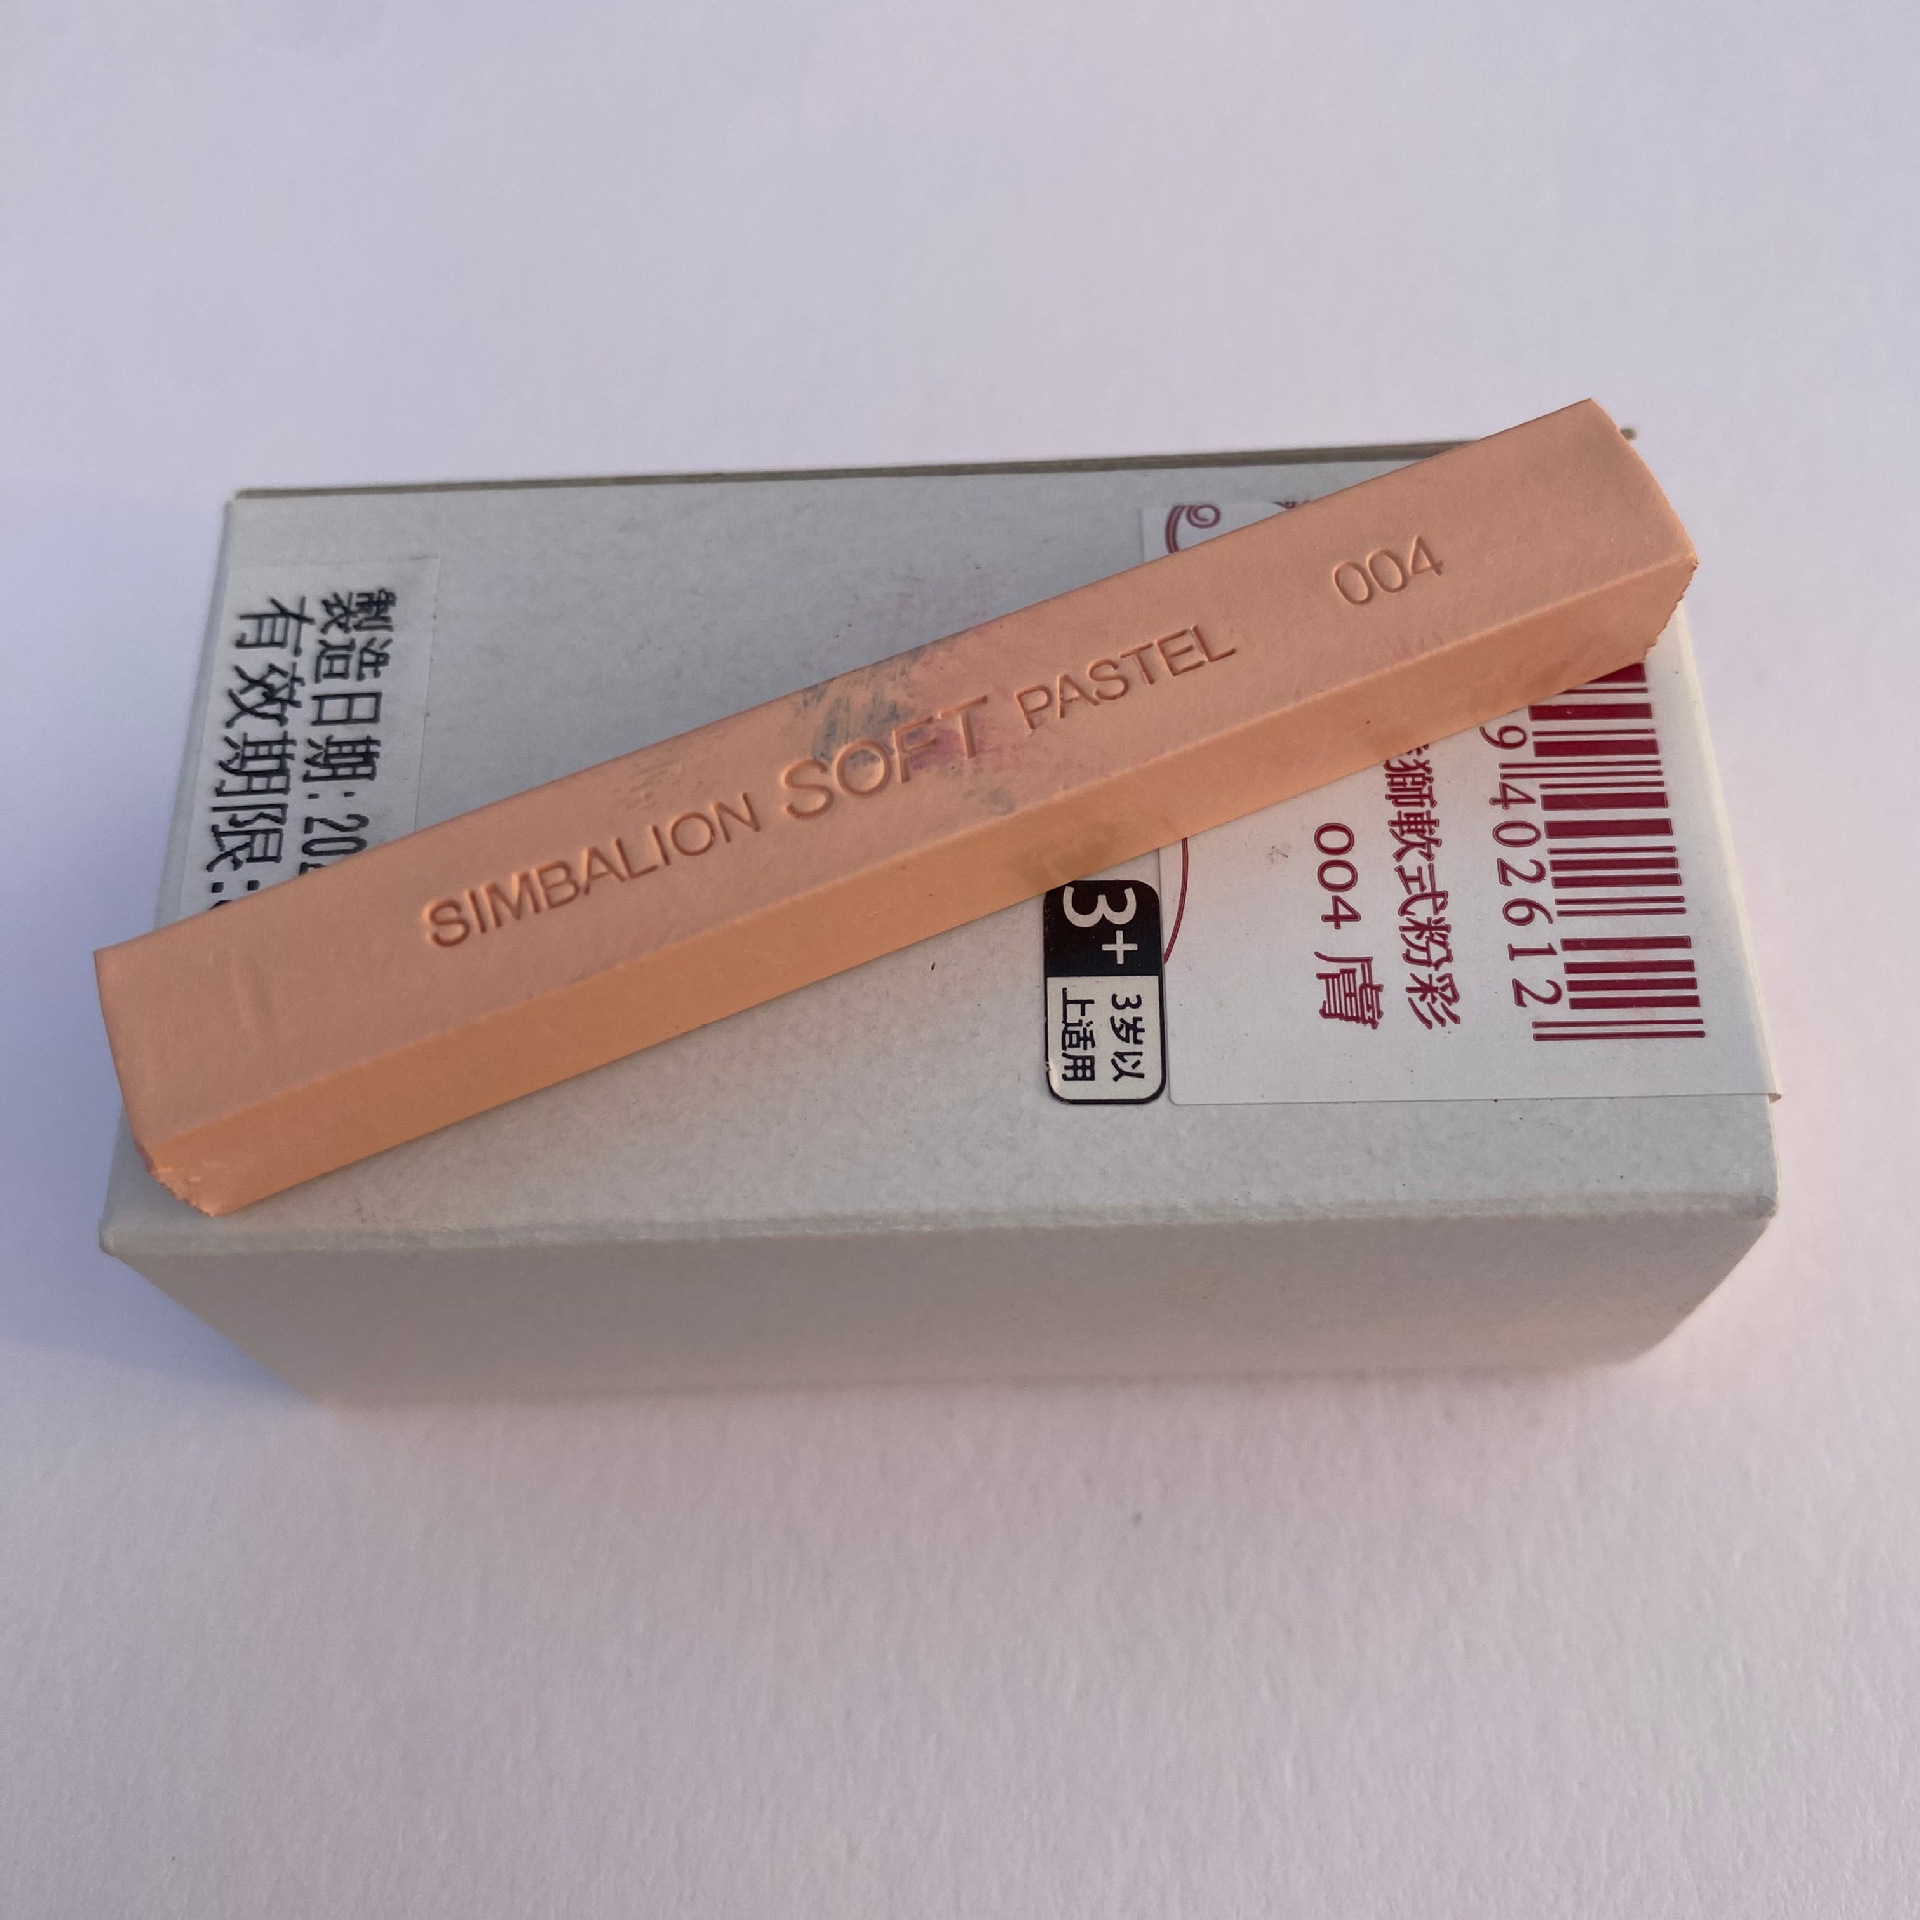 SIMBALION SOFT PASTEL 004
製造日期: 202
有效期限:
3+
3岁以
上适用
9402612
獅軟式粉彩
004 膚